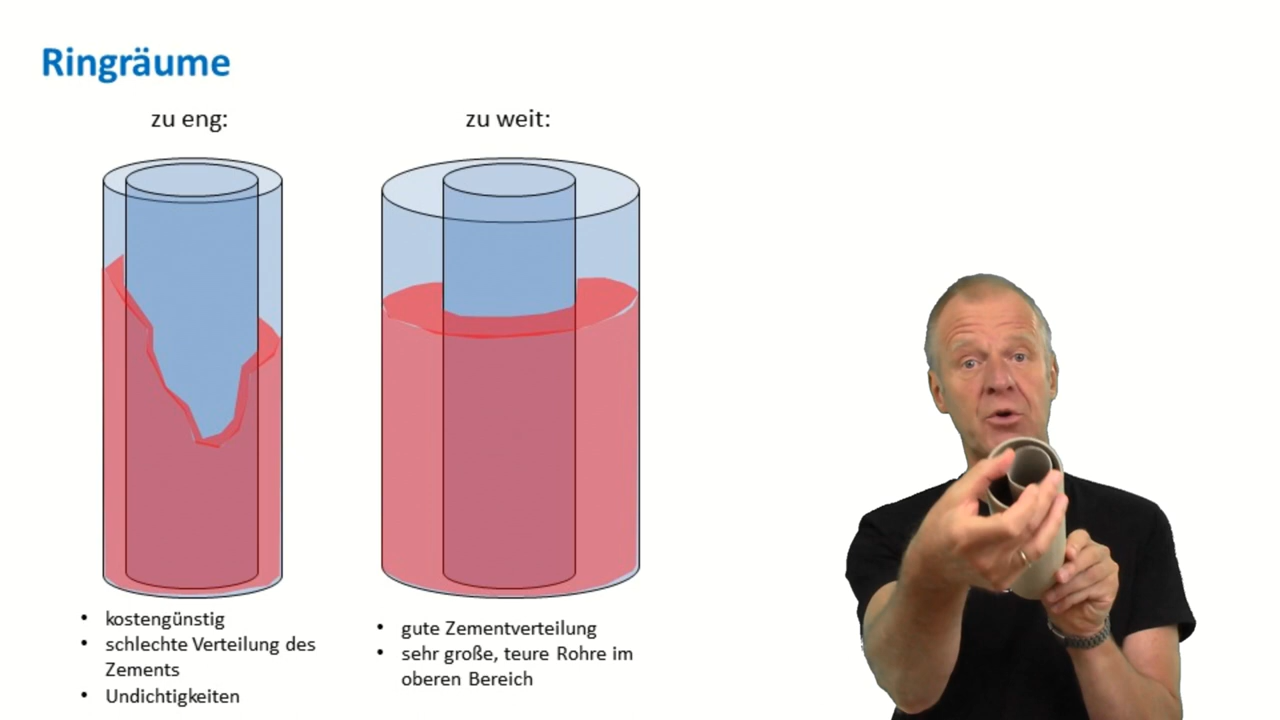 Ringräume
zu eng:
zu weit:
• kostengünstig
• schlechte Verteilung des
Zements
• Undichtigkeiten
• gute Zementverteilung
• sehr große, teure Rohre im
oberen Bereich